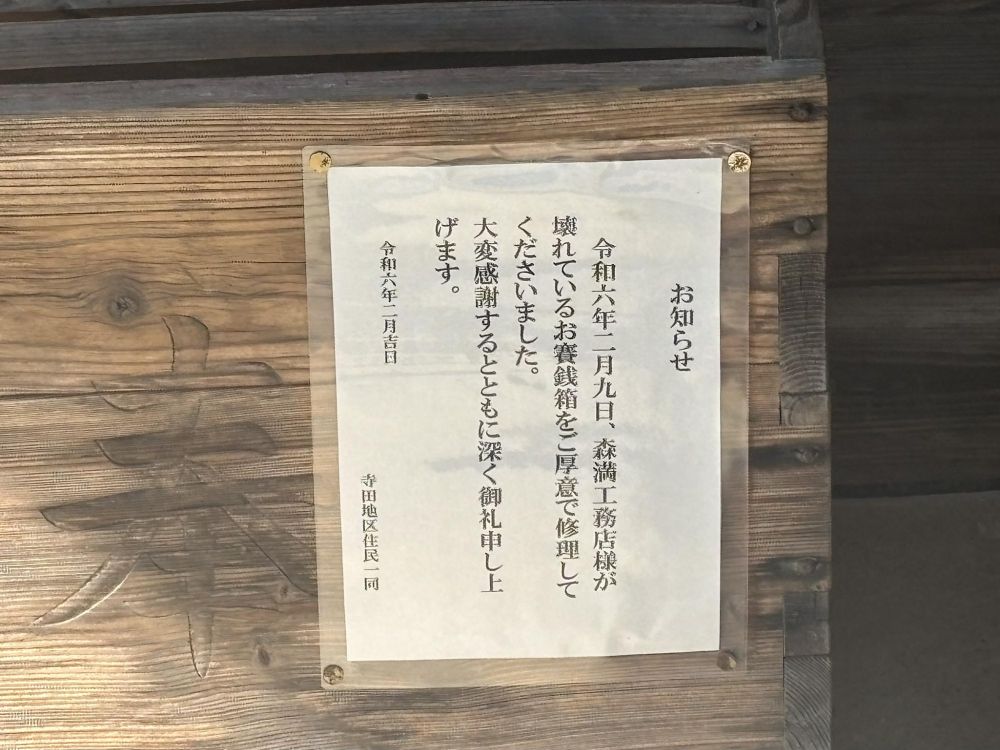 お知らせ
令和六年二月九日、森満工務店様が
壊れているお賽銭箱をご厚意で修理して
くださいました。
大変感謝するとともに深く御礼申し上
げます。
令和六年二月吉日
寺田地区住民一同